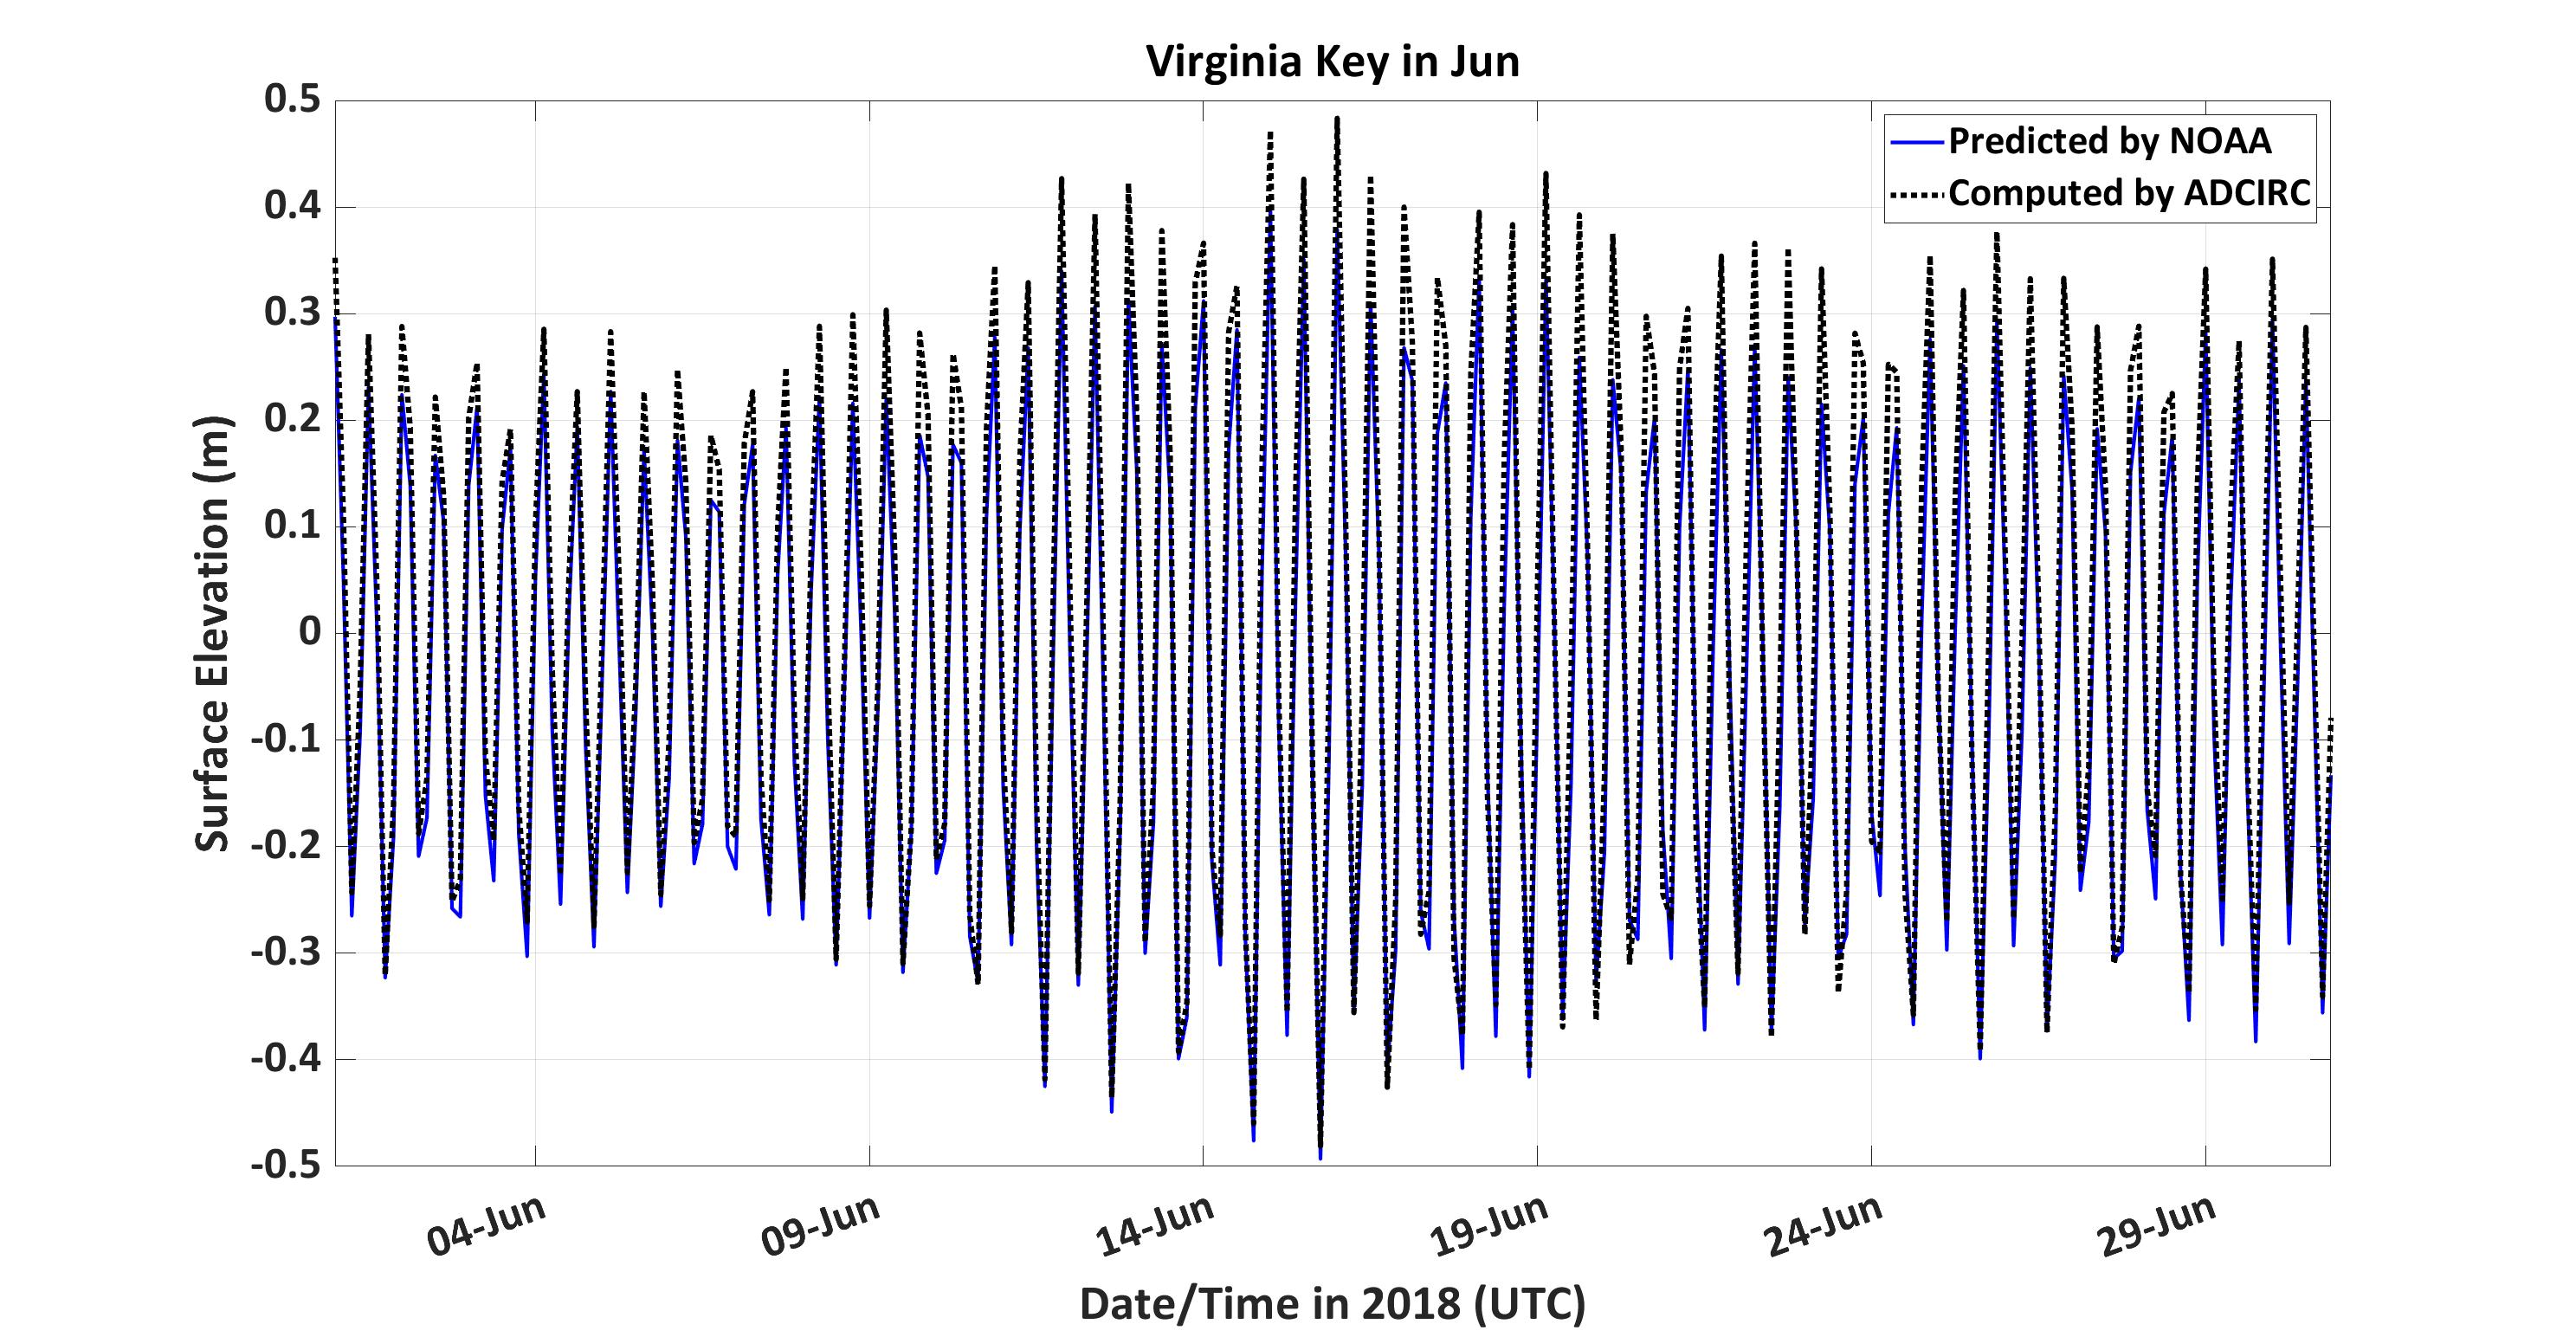 Virginia Key in Jun
Predicted by NOAA
Computed by ADCIRC
Surface Elevation (m)
0.5
0.4
0.3
0.2
0.1
0
-0.1
-0.2
-0.3
-0.4
-0.5
04-Jun
09-Jun
14-Jun
19-Jun
24-Jun
29-Jun
Date/Time in 2018 (UTC)